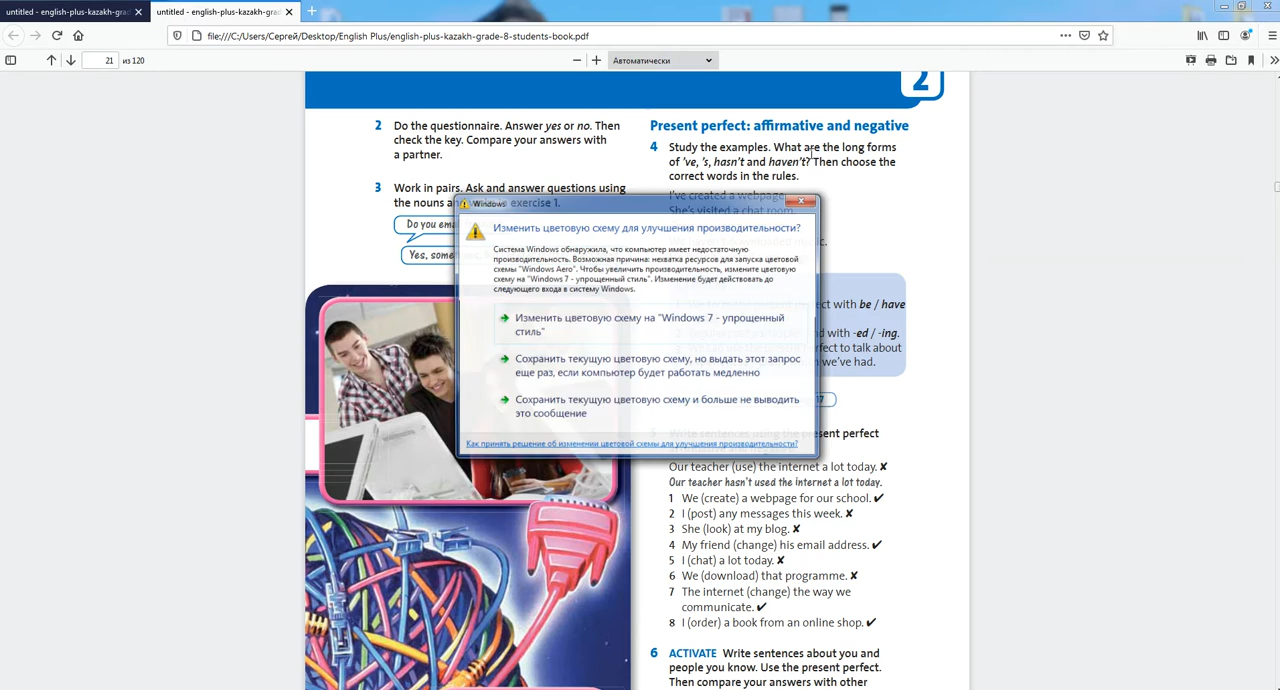 untitled - english-plus-kazakh-grad
untitled - english-plus-kazakh-grad
file:///C:/Users/Сергей/Desktop/English Plus/english-plus-kazakh-grade-8-students-book.pdf
21 из 120
Автоматически
2
2 Do the questionnaire. Answer yes or no. Then
check the key. Compare your answers with
a partner.
3 Work in pairs. Ask and answer questions using
the nouns an exercise 1.
Do you ema
Yes, som
Present perfect: affirmative and negative
4 Study the examples. What are the long forms
of 've, 's, hasn't and haven't? Then choose the
correct words in the rules.
I've created a webpage
She's visited a chat room.
Windows
Изменить цветовую схему для улучшения производительности?
Система Windows обнаружила, что компьютер имеет недостаточную
производительность. Возможная причина: нехватка ресурсов для запуска цветовой
схемы "Windows Aero". Чтобы увеличить производительность, измените цветовую
схему на "Windows 7 - упрощенный стиль". Изменение будет действовать до
следующего входа в систему Windows.
Изменить цветовую схему на "Windows 7 - упрощенный
стиль"
Сохранить текущую цветовую схему, но выдать этот запрос
еще раз, если компьютер будет работать медленно
Сохранить текущую цветовую схему и больше не выводить
это сообщение
Как принять решение об изменении цветовой схемы для улучшения производительности?
with be / have
with -ed / -ing.
fect to talk about
we've had.
17
5 Write sentences using the present perfect
Our teacher (use) the internet a lot today. ✘
Our teacher hasn't used the internet a lot today.
1 We (create) a webpage for our school. ✔
2 I (post) any messages this week. ✘
3 She (look) at my blog. ✘
4 My friend (change) his email address. ✔
5 I (chat) a lot today. ✘
6 We (download) that programme. ✘
7 The internet (change) the way we
communicate. ✔
8 I (order) a book from an online shop. ✔
6 ACTIVATE Write sentences about you and
people you know. Use the present perfect.
Then compare your answers with other